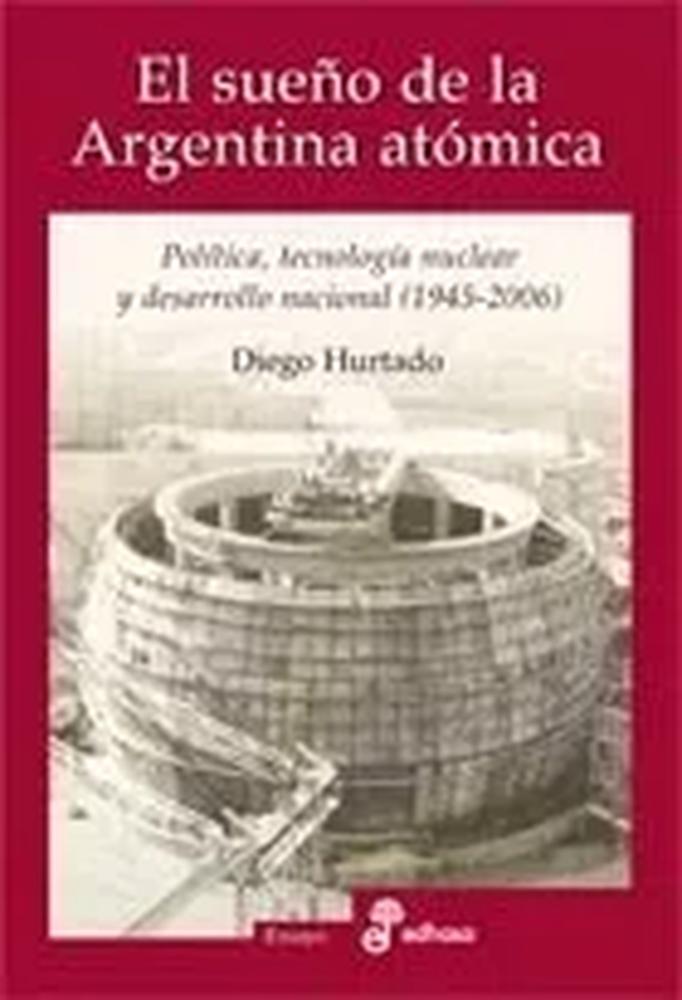 El sueño de la
Argentina atómica
Política, tecnología nuclear
y desarrollo nacional (1945-2006)
Diego Hurtado
Ensayo
edhasa